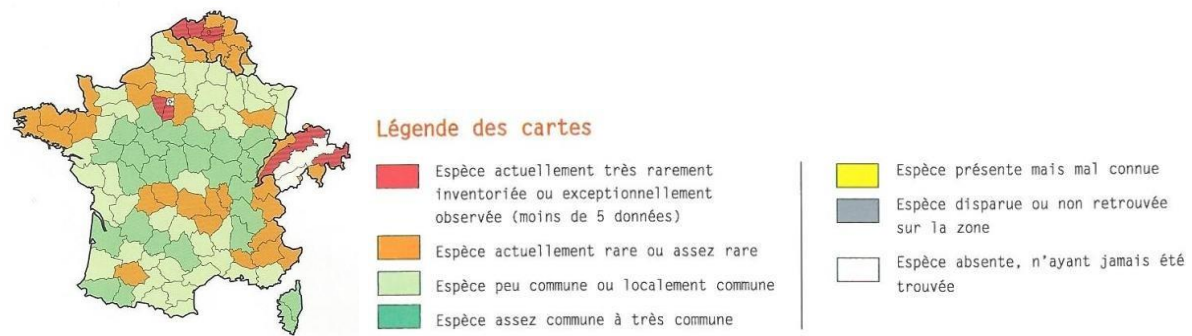 Légende des cartes
Espèce actuellement très rarement
inventoriée ou exceptionnellement
observée (moins de 5 données)
Espèce actuellement rare ou assez rare
Espèce peu commune ou localement commune
Espèce assez commune à très commune
Espèce présente mais mal connue
Espèce disparue ou non retrouvée
sur la zone
Espèce absente, n'ayant jamais été
trouvée